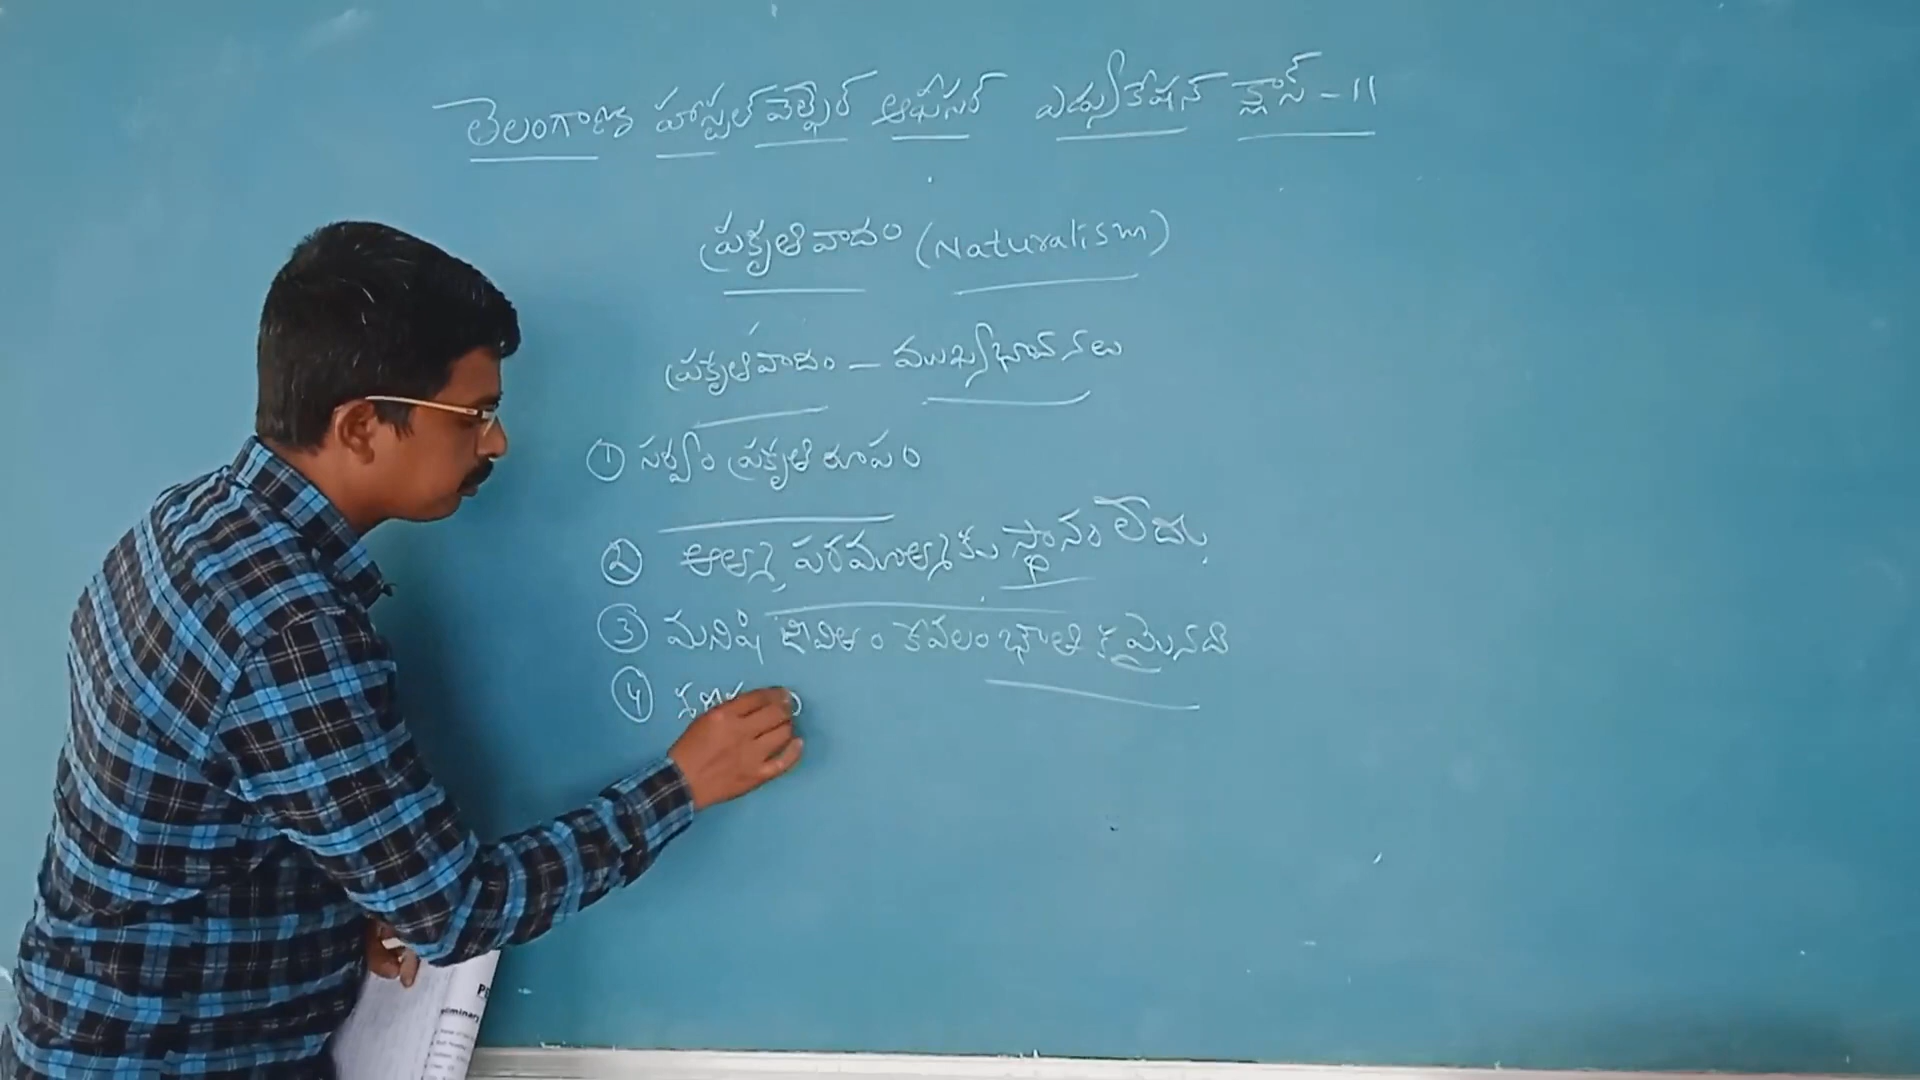 తెలంగాణ హాస్టల్ వెల్ఫేర్ ఆఫీసర్ ఎడ్యుకేషన్ క్లాస్ - 11
ప్రకృతివాదం (Naturalism)
ప్రకృతివాదం - ముఖ్యభావనలు
① సర్వం ప్రకృతి రూపం
② ఆత్మ, పరమాత్మకు స్థానం లేదు.
③ మనిషి జీవితం కేవలం భౌతికమైనది
④